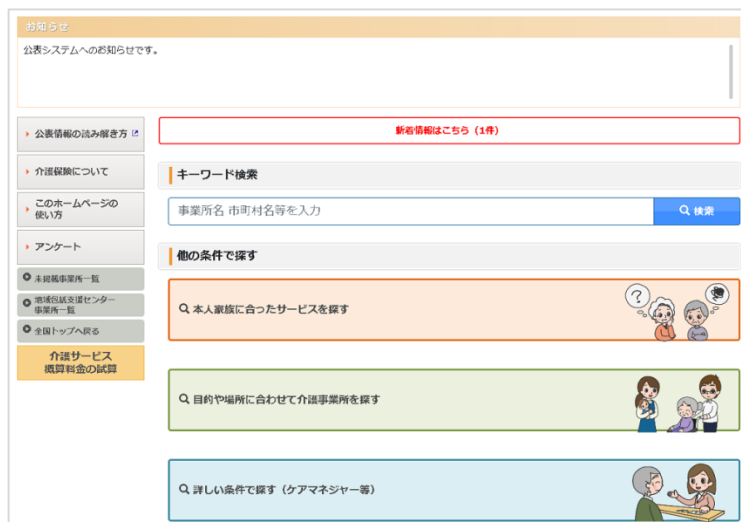 お知らせ
公表システムへのお知らせです。
公表情報の読み解き方
介護保険について
このホームページの
使い方
アンケート
未掲載事業所一覧
地域包括支援センター
事業所一覧
全国トップへ戻る
介護サービス
概算料金の試算
新着情報はこちら（1件）
キーワード検索
事業所名 市町村名等を入力
検索
他の条件で探す
本人家族に合ったサービスを探す
?
目的や場所に合わせて介護事業所を探す
詳しい条件で探す（ケアマネジャー等）